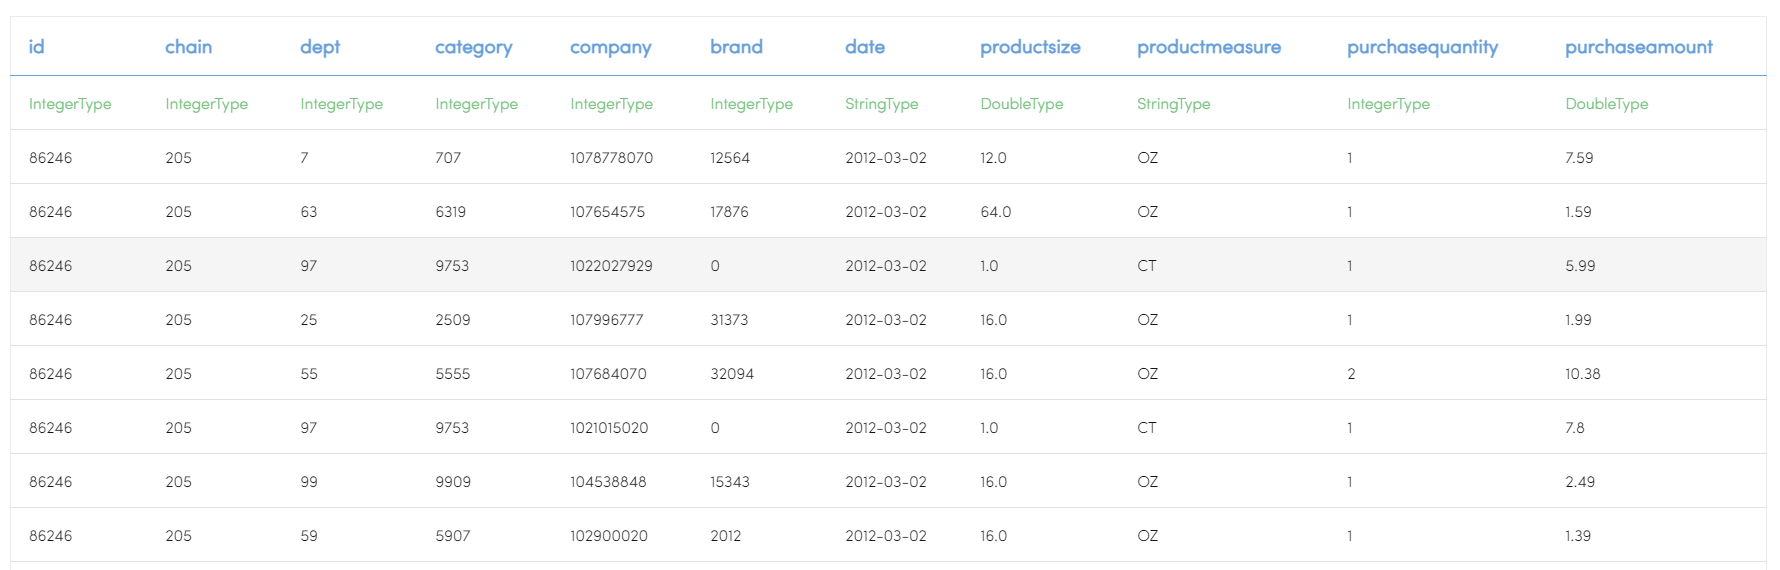 id chain dept category company brand date productsize productmeasure purchasequantity purchaseamount
IntegerType IntegerType IntegerType IntegerType IntegerType IntegerType StringType DoubleType StringType IntegerType DoubleType
86246 205 7 707 1078778070 12564 2012-03-02 12.0 OZ 1 7.59
86246 205 63 6319 107654575 17876 2012-03-02 64.0 OZ 1 1.59
86246 205 97 9753 1022027929 0 2012-03-02 1.0 CT 1 5.99
86246 205 25 2509 107996777 31373 2012-03-02 16.0 OZ 1 1.99
86246 205 55 5555 107684070 32094 2012-03-02 16.0 OZ 2 10.38
86246 205 97 9753 1021015020 0 2012-03-02 1.0 CT 1 7.8
86246 205 99 9909 104538848 15343 2012-03-02 16.0 OZ 1 2.49
86246 205 59 5907 102900020 2012 2012-03-02 16.0 OZ 1 1.39